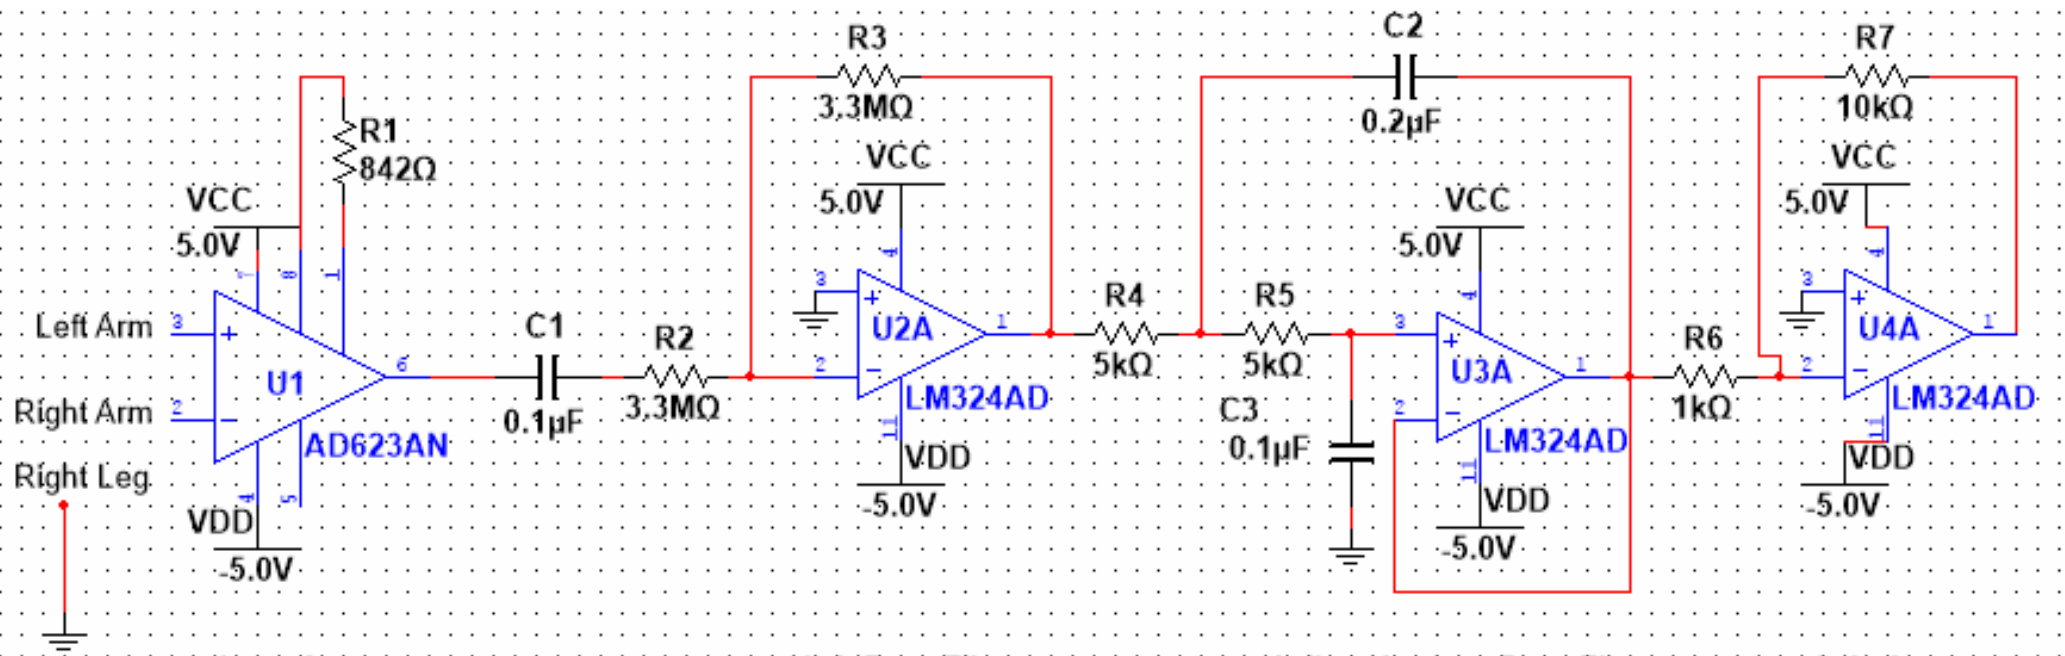 R1
842Ω
VCC
5.0V
7
8
1
Left Arm
3
+
U1
6
Right Arm
2
−
AD623AN
Right Leg
4
5
VDD
-5.0V
C1
0.1µF
R2
3.3MΩ
R3
3.3MΩ
VCC
5.0V
4
3
+
U2A
1
2
−
LM324AD
11
VDD
-5.0V
R4
5kΩ
C2
0.2µF
R5
5kΩ
C3
0.1µF
VCC
5.0V
4
3
+
U3A
1
2
−
LM324AD
11
VDD
-5.0V
R6
1kΩ
R7
10kΩ
VCC
5.0V
4
3
+
U4A
1
2
−
LM324AD
11
VDD
-5.0V